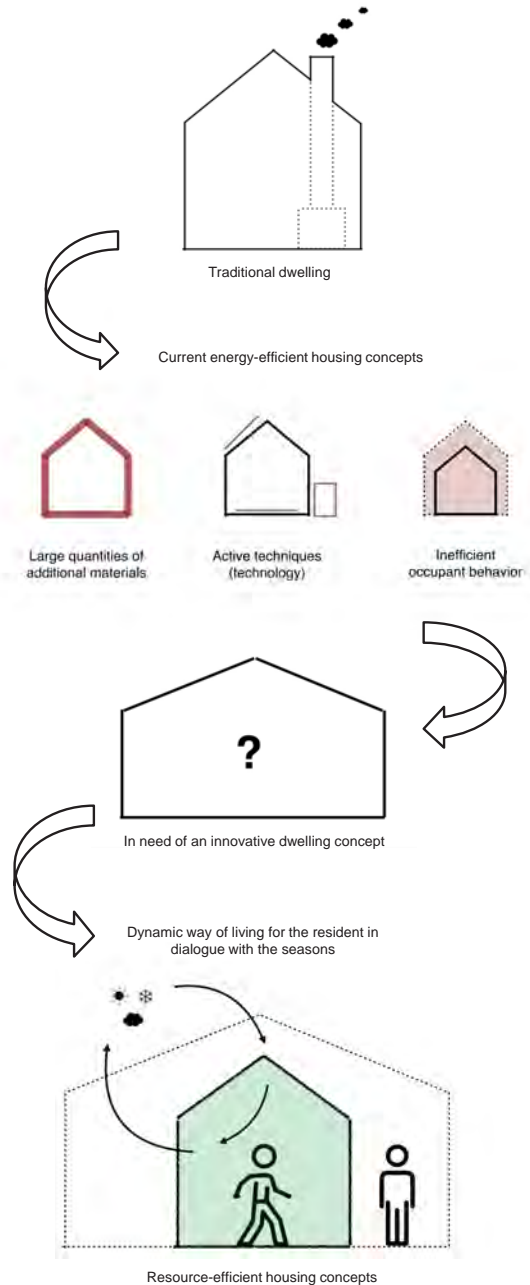 Traditional dwelling
Current energy-efficient housing concepts
Large quantities of
additional materials
Active techniques
(technology)
Inefficient
occupant behavior
?
In need of an innovative dwelling concept
Dynamic way of living for the resident in
dialogue with the seasons
Resource-efficient housing concepts